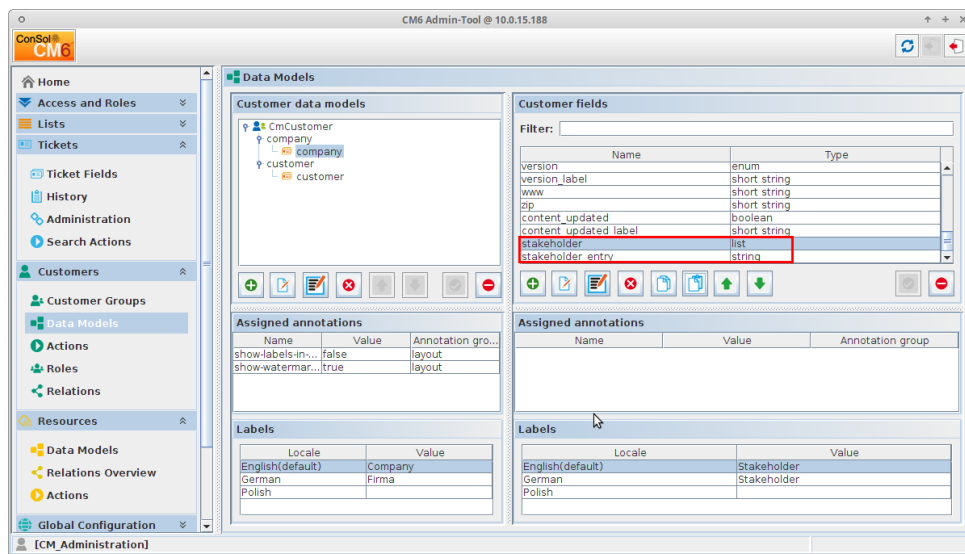 CM6 Admin-Tool @ 10.0.15.188
ConSol
CM6
Home
Access and Roles
Lists
Tickets
Ticket Fields
History
Administration
Search Actions
Customers
Customer Groups
Data Models
Actions
Roles
Relations
Resources
Data Models
Relations Overview
Actions
Global Configuration
Data Models
Customer data models
CmCustomer
company
company
customer
customer
Customer fields
Filter:
Name Type
version enum
version_label short string
www short string
zip short string
content_updated boolean
content_updated_label short string
stakeholder list
stakeholder_entry string
Assigned annotations
Name Value Annotation gro...
show-labels-in-... false layout
show-watermar... true layout
Assigned annotations
Name Value Annotation group
Labels
Locale Value
English(default) Company
German Firma
Polish
Labels
Locale Value
English(default) Stakeholder
German Stakeholder
Polish
[CM_Administration]